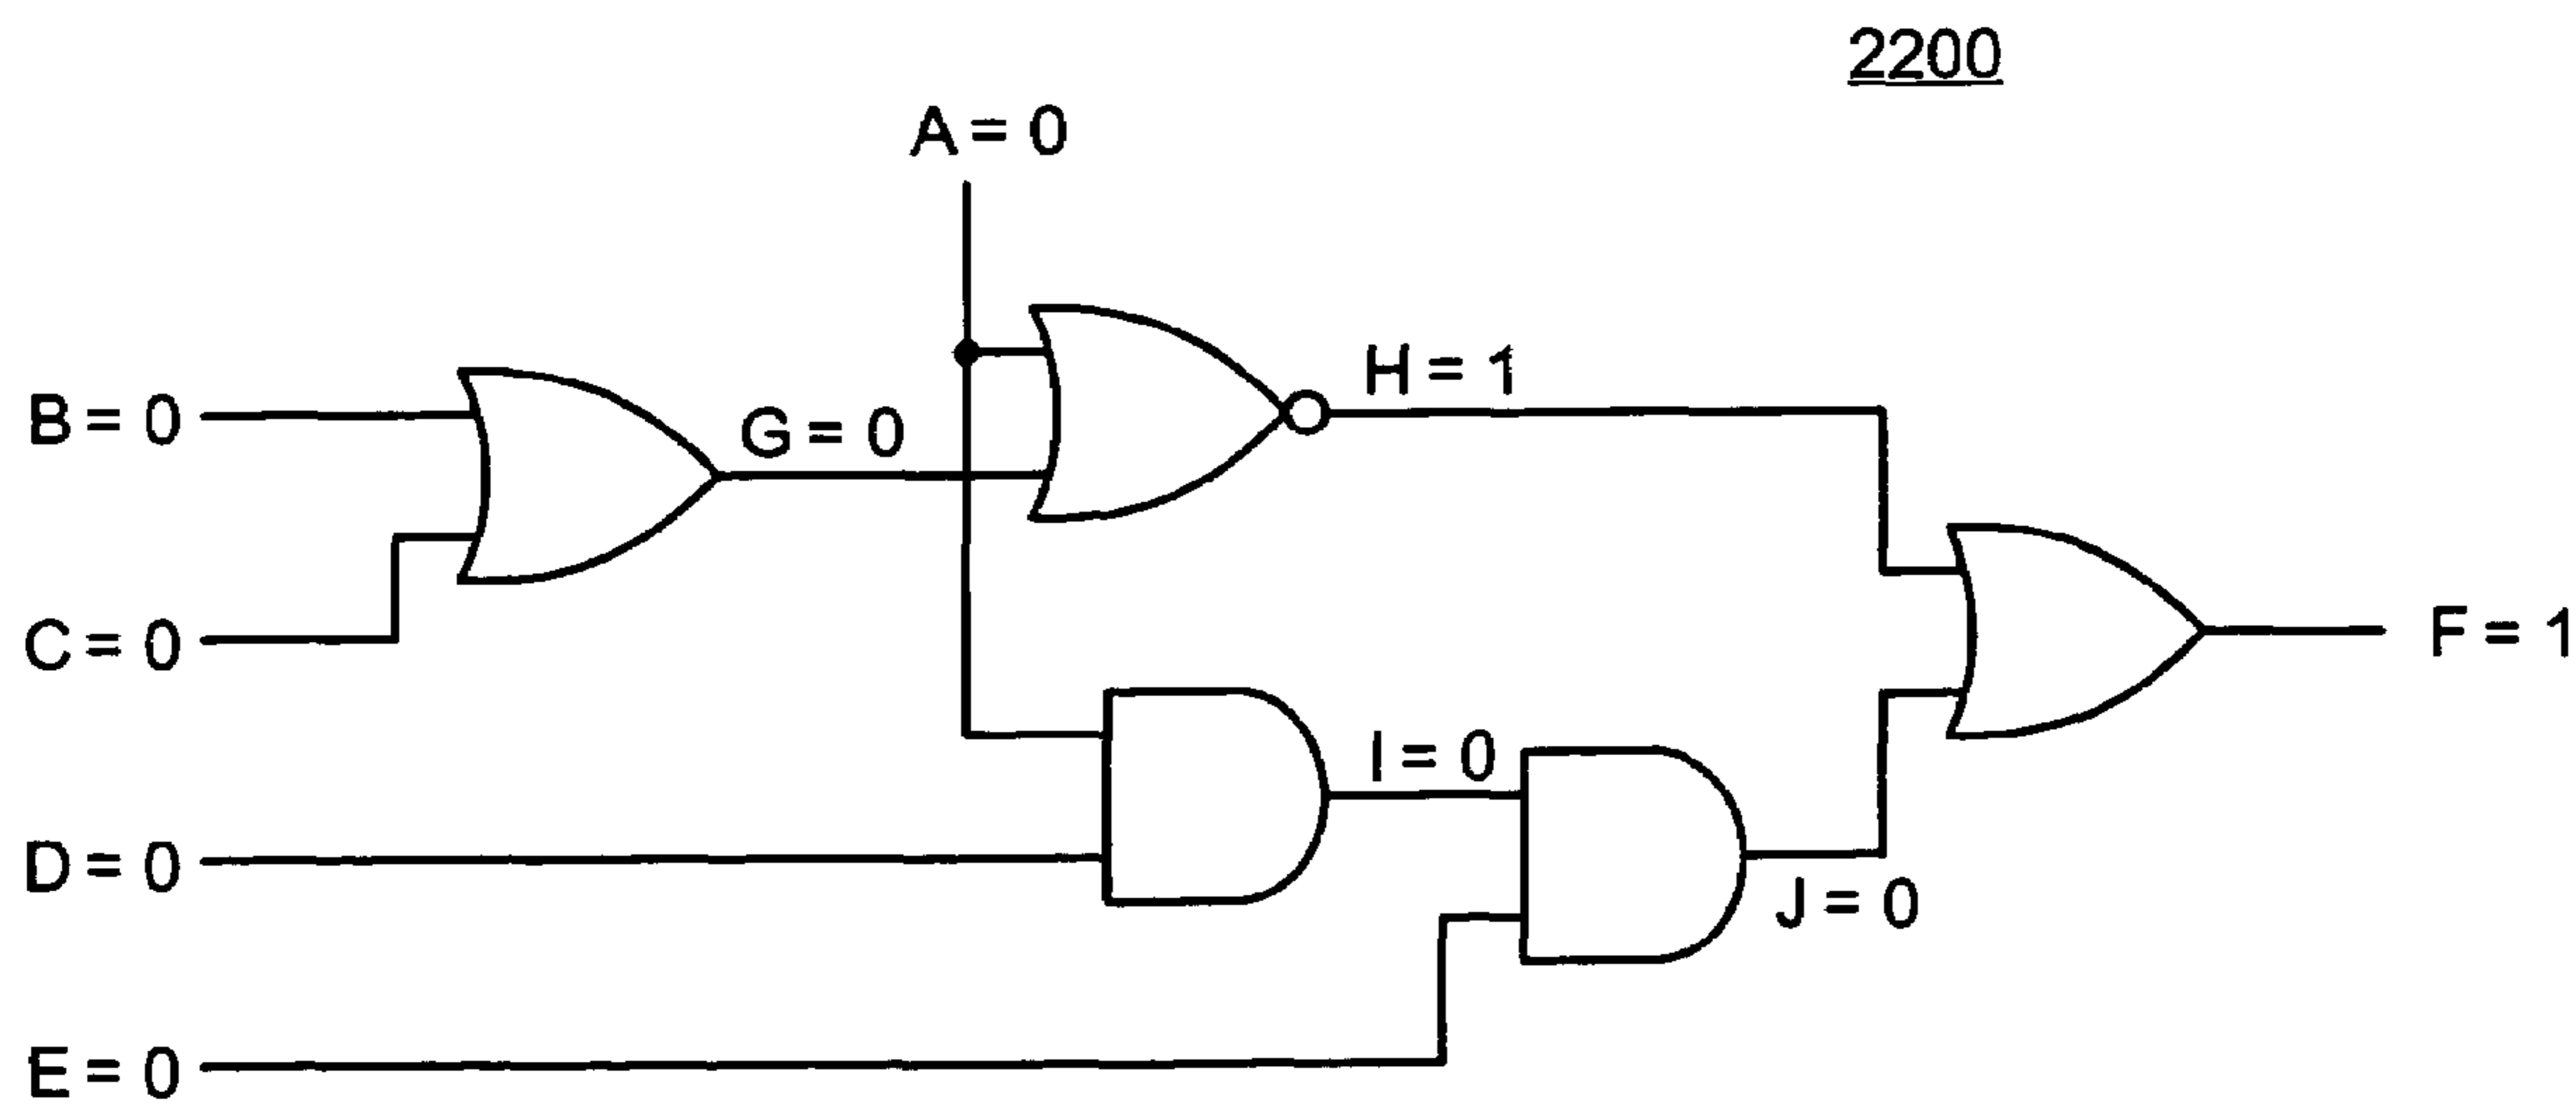 2200
A = 0
H = 1
B = 0
G = 0
C = 0
F = 1
I = 0
D = 0
J = 0
E = 0